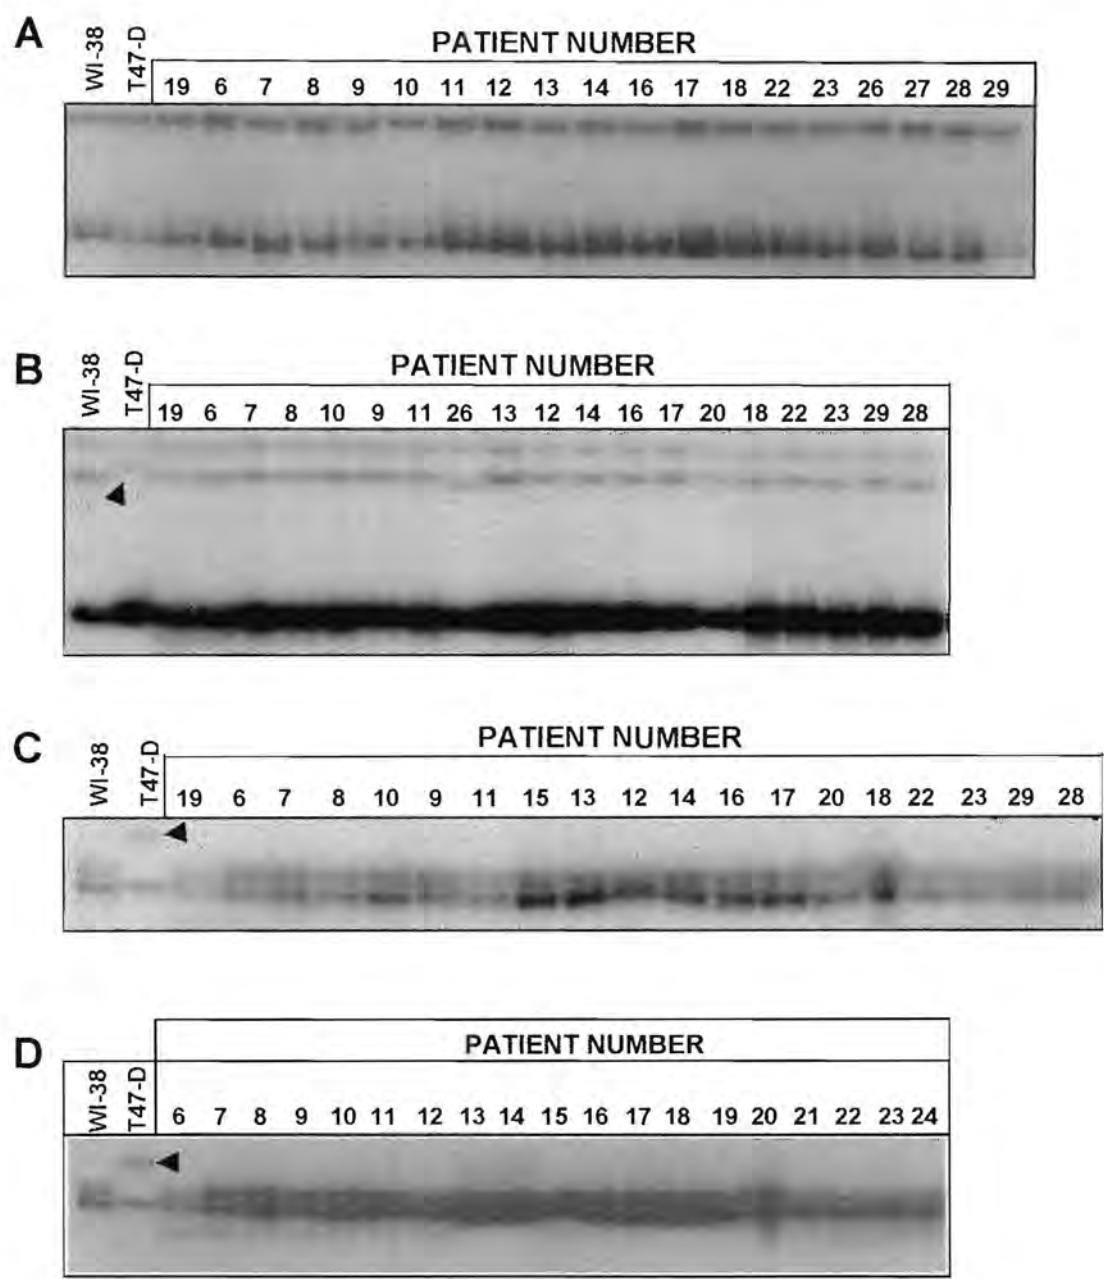 A
WI-38
T47-D
PATIENT NUMBER
19 6 7 8 9 10 11 12 13 14 16 17 18 22 23 26 27 28 29
B
WI-38
T47-D
PATIENT NUMBER
19 6 7 8 10 9 11 26 13 12 14 16 17 20 18 22 23 29 28
C
WI-38
T47-D
PATIENT NUMBER
19 6 7 8 10 9 11 15 13 12 14 16 17 20 18 22 23 29 28
D
WI-38
T47-D
PATIENT NUMBER
6 7 8 9 10 11 12 13 14 15 16 17 18 19 20 21 22 23 24